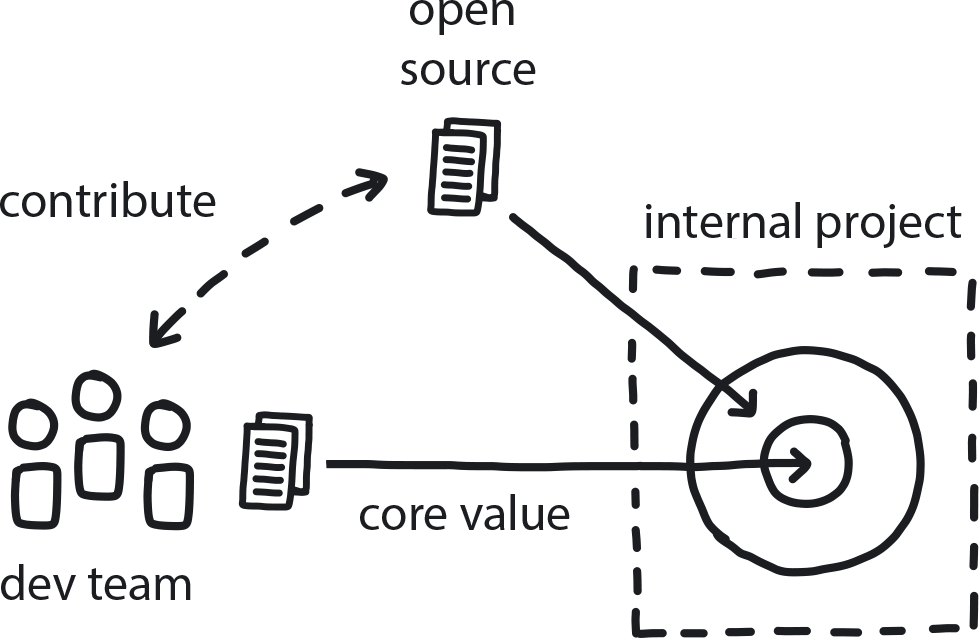 open
source
contribute
internal project
core value
dev team